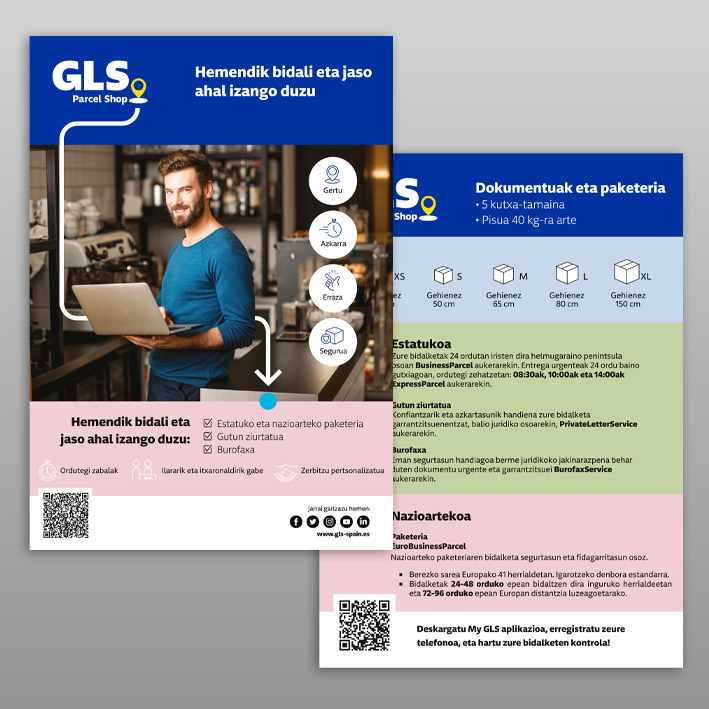 GLS
Parcel Shop
Hemendik bidali eta jaso
ahal izango duzu
Gertu
Azkarra
Erraza
Segurua
Hemendik bidali eta
jaso ahal izango duzu:
Estatuko eta nazioarteko paketeria
Gutun ziurtatua
Burofaxa
Ordutegi zabalak
Ilararik eta itxaronaldirik gabe
Zerbitzu pertsonalizatua
Jarrai gaitzazu hemen:
www.gls-spain.es
S
Shop
Dokumentuak eta paketeria
• 5 kutxa-tamaina
• Pisua 40 kg-ra arte
XS
S
M
L
XL
Gehienez
50 cm
Gehienez
65 cm
Gehienez
80 cm
Gehienez
150 cm
Estatukoa
Zure bidalketak 24 ordutan iristen dira helmugaraino penintsula
osoan BusinessParcel aukerarekin. Entrega urgenteak 24 ordu baino
gutxiagoan, ordutegi zehatzetan: 08:30ak, 10:00ak eta 14:00ak
ExpressParcel aukerarekin.
Gutun ziurtatua
Konfiantzarik eta azkartasunik handiena zure bidalketa
garrantzitsuenentzat, balio juridiko osoarekin, PrivateLetterService
aukerarekin.
Burofaxa
Eman segurtasun handiagoa berme juridikoko jakinarazpena behar
duten dokumentu urgente eta garrantzitsuei BurofaxService
aukerarekin.
Nazioartekoa
Paketeria
EuroBusinessParcel
Nazioarteko paketeriaren bidalketa segurtasun eta fidagarritasun osoz.
▪ Berezko sarea Europako 41 herrialdetan. Igarotzeko denbora estandarra.
▪ Bidalketak 24-48 orduko epean bidaltzen dira inguruko herrialdeetan
eta 72-96 orduko epean Europan distantzia luzeagoetarako.
Deskargatu My GLS aplikazioa, erregistratu zeure
telefonoa, eta hartu zure bidalketen kontrola!